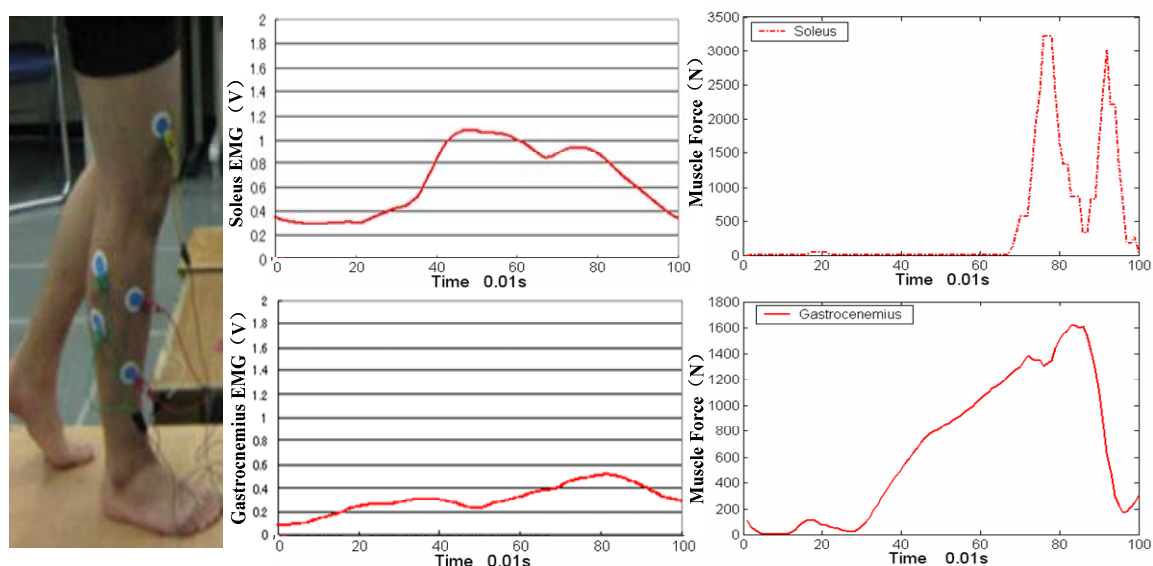 Soleus EMG (V)
2
1.8
1.6
1.4
1.2
1
0.8
0.6
0.4
0.2
0
0 20 40 60 80 100
Time 0.01s
Muscle Force (N)
3500
3000
2500
2000
1500
1000
500
0
Soleus
0 20 40 60 80 100
Time 0.01s
Gastrocnemius EMG (V)
2
1.8
1.6
1.4
1.2
1
0.8
0.6
0.4
0.2
0
0 20 40 60 80 100
Time 0.01s
Muscle Force (N)
1800
1600
1400
1200
1000
800
600
400
200
0
Gastrocenemius
0 20 40 60 80 100
Time 0.01s